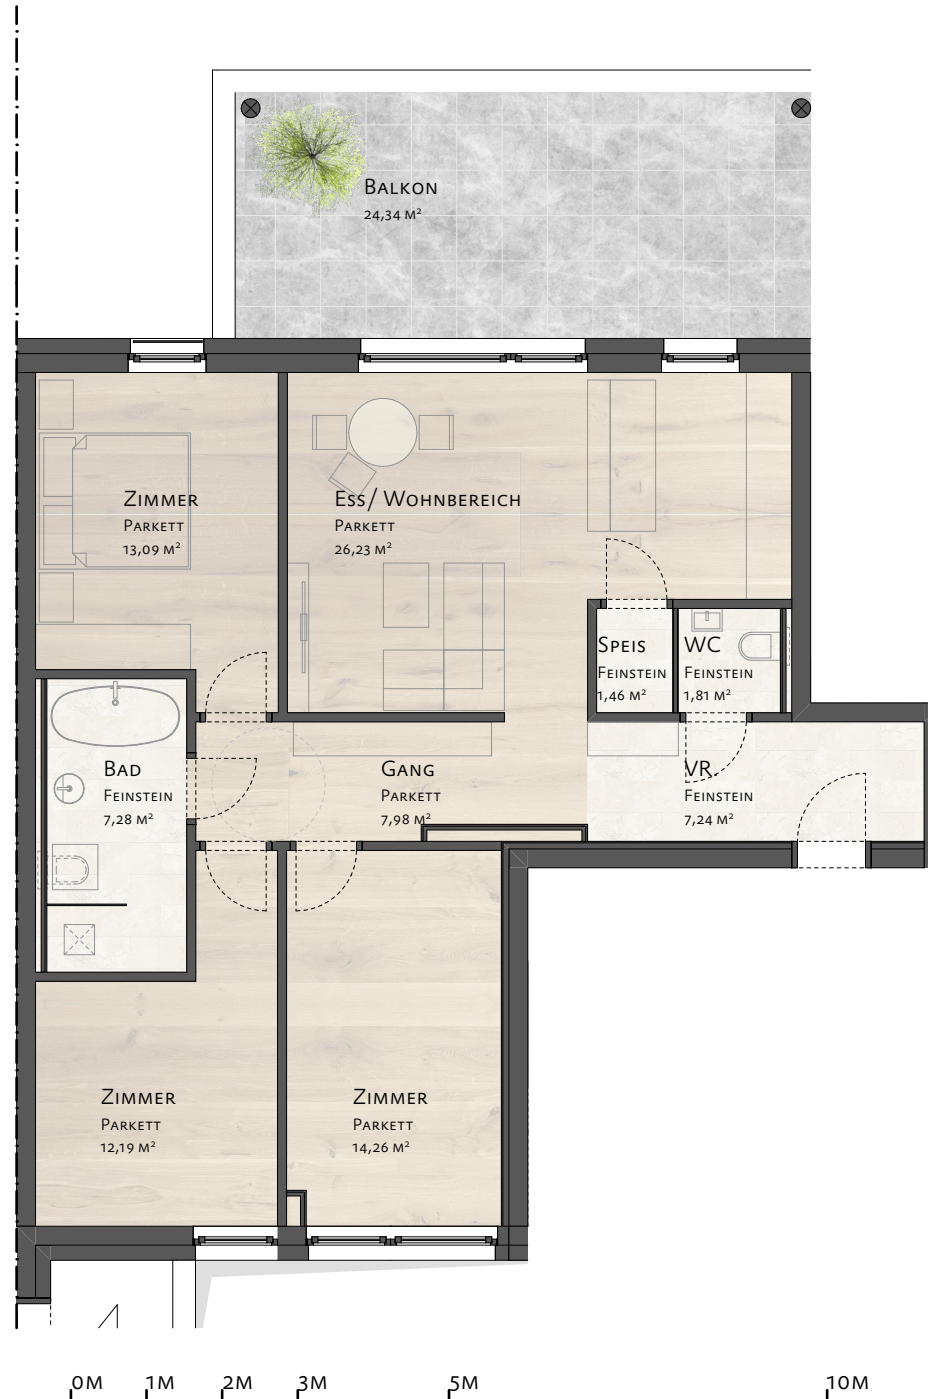 Balkon
24,34 m²
Zimmer
Parkett
13,09 m²
Ess/ Wohnbereich
Parkett
26,23 m²
Speis
Feinstein
1,46 m²
WC
Feinstein
1,81 m²
Bad
Feinstein
7,28 m²
Gang
Parkett
7,98 m²
VR.
Feinstein
7,24 m²
Zimmer
Parkett
12,19 m²
Zimmer
Parkett
14,26 m²
0M 1M 2M 3M 5M 10M